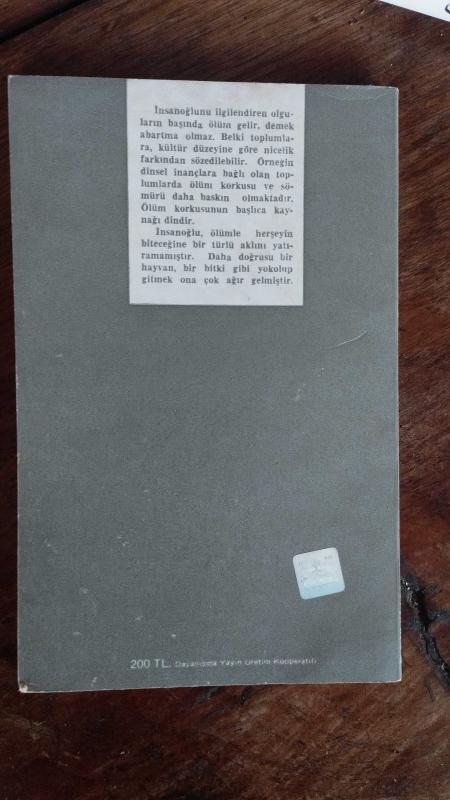 İnsanoğlunu ilgilendiren olgu-
ların başında ölüm gelir, demek
abartma olmaz. Belki toplumla-
ra, kültür düzeyine göre nicelik
farkından sözedilebilir. Örneğin
dinsel inançlara bağlı olan top-
lumlarda ölüm korkusu ve sö-
mürü daha baskın olmaktadır.
Ölüm korkusunun başlıca kay-
nağı dindir.
İnsanoğlu, ölümle herşeyin
biteceğine bir türlü aklını yatı-
ramamıştır. Daha doğrusu bir
hayvan, bir bitki gibi yokolup
gitmek ona çok ağır gelmiştir.
200 TL. Dayanışma Yayın Üretim Kooperatifi